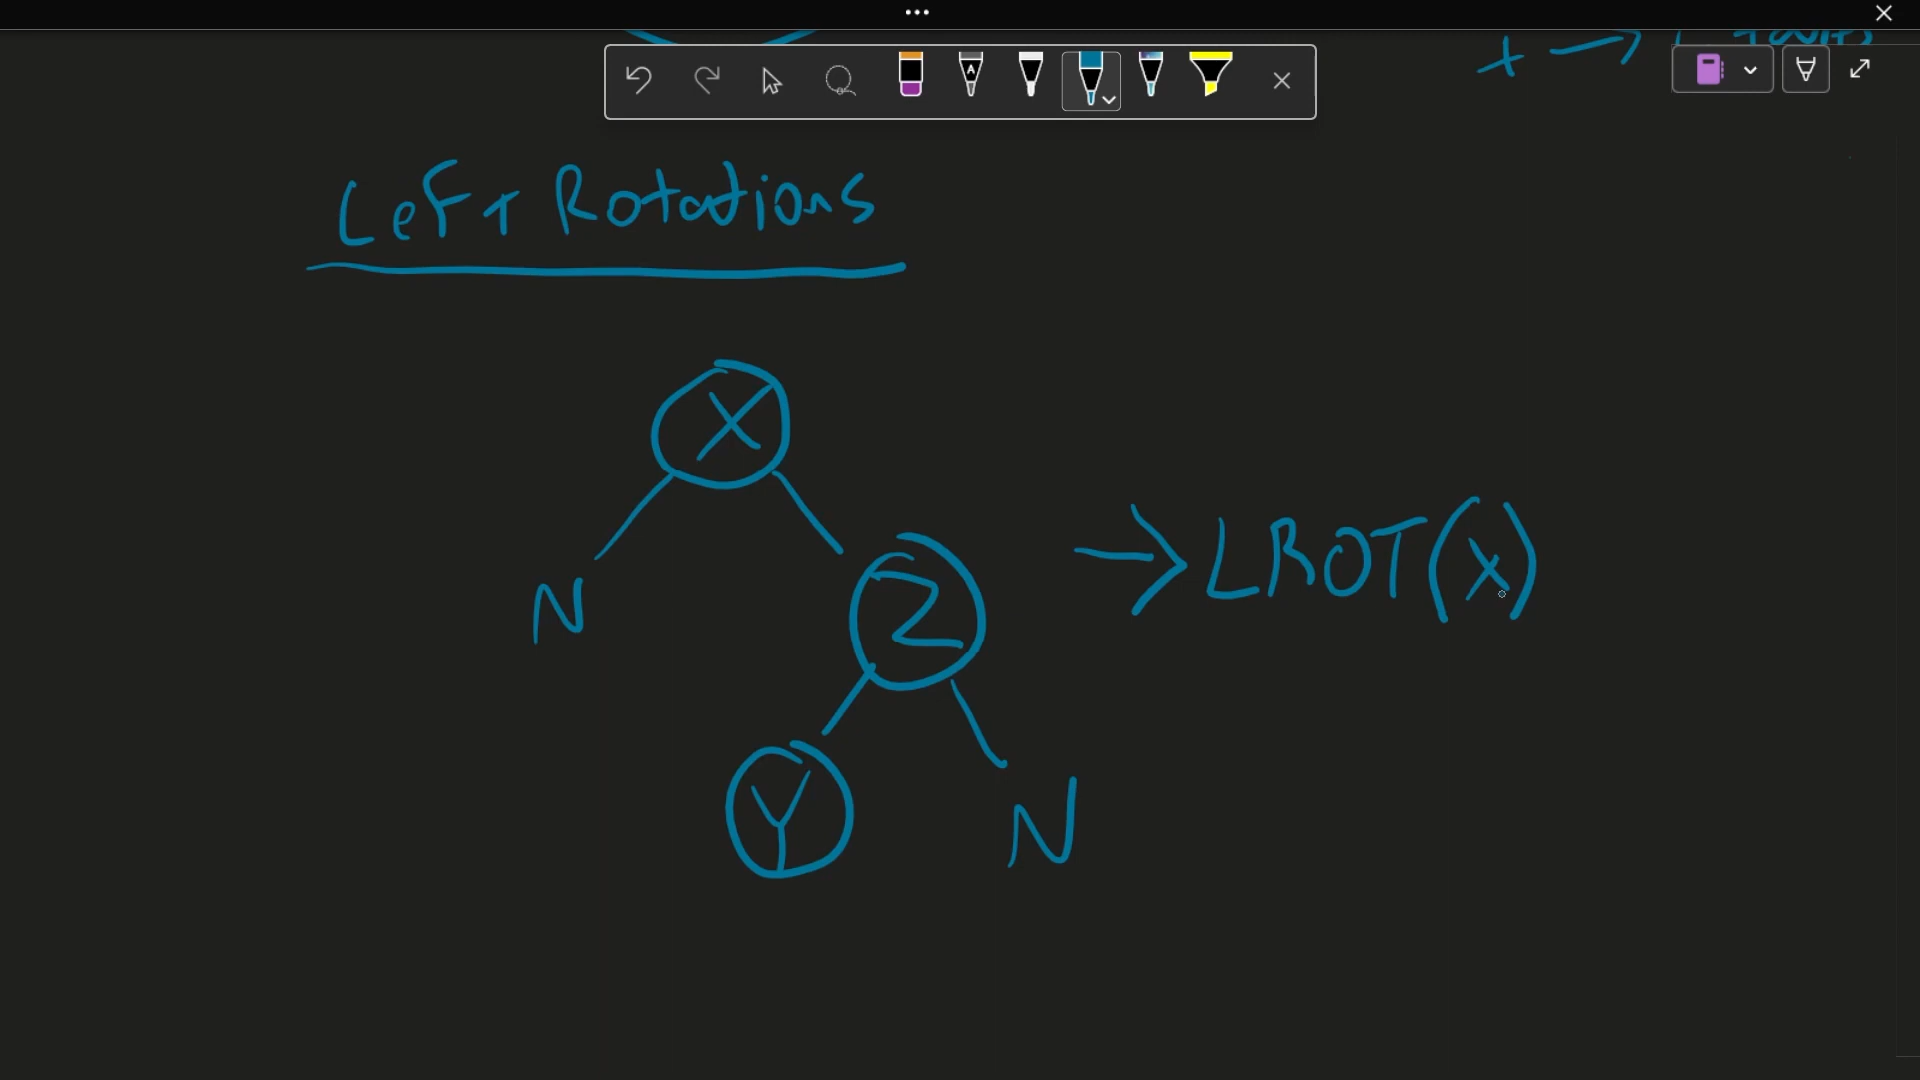 x →
LeFT Rotations
X
→ LROT(x)
N
Z
Y
N